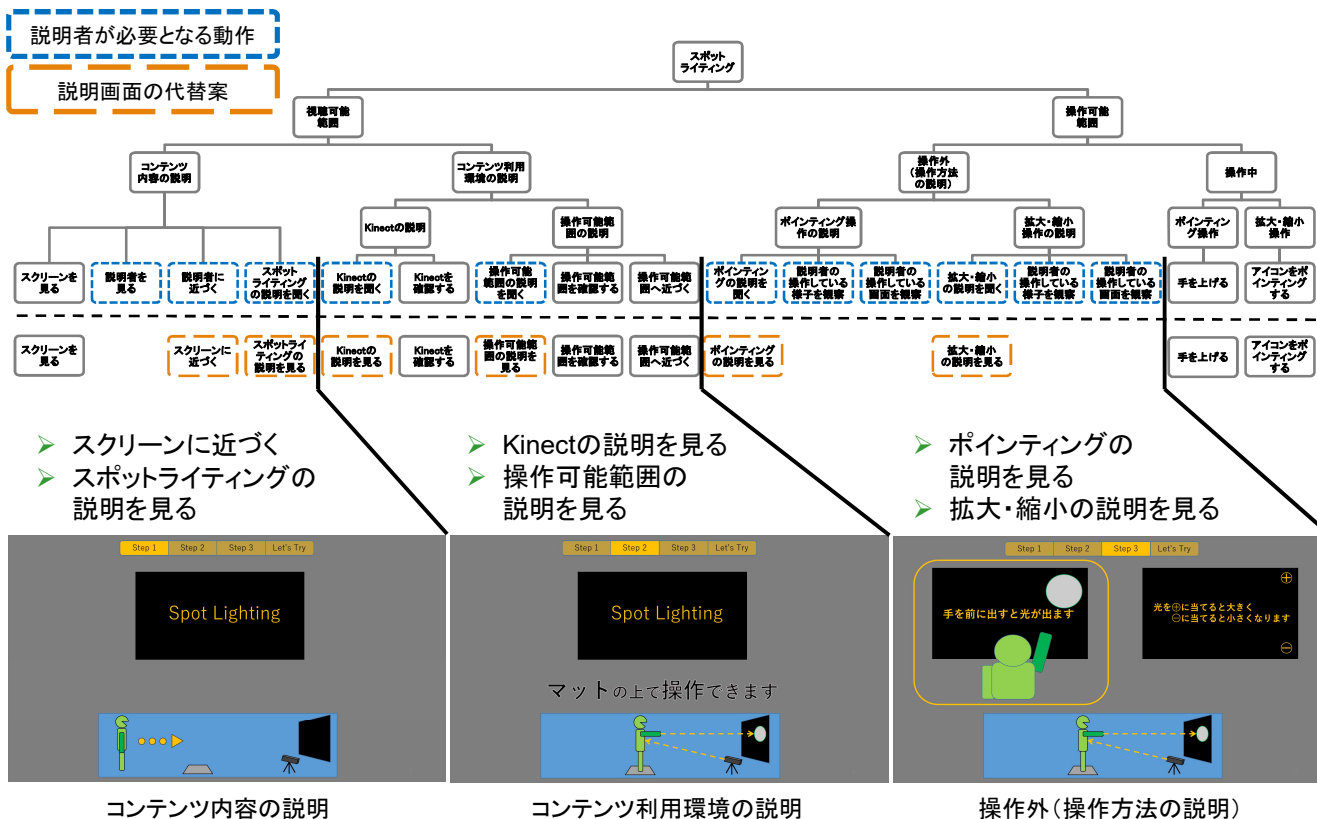 説明者が必要となる動作
説明画面の代替案
スポット
ライティング
視聴可能
範囲
操作可能
範囲
コンテンツ
内容の説明
コンテンツ利用
環境の説明
操作外
(操作方法
の説明)
操作中
Kinectの説明
操作可能範
囲の説明
ポインティング操
作の説明
拡大・縮小
操作の説明
ポインティン
グ操作
拡大・縮小
操作
スクリーンを
見る
説明者を
見る
説明者に
近づく
スポット
ライティング
の説明を聞く
Kinectの
説明を聞く
Kinectを
確認する
操作可能
範囲の説明
を聞く
操作可能範
囲を確認する
操作可能範
囲へ近づく
ポインティン
グの説明を
聞く
説明者の
操作している
様子を観察
説明者の
操作している
画面を観察
拡大・縮小
の説明を聞く
説明者の
操作している
様子を観察
説明者の
操作している
画面を観察
手を上げる
アイコンをポ
インティング
する
スクリーンを
見る
スクリーンに
近づく
スポットライ
ティングの
説明を見る
Kinectの
説明を見る
Kinectを
確認する
操作可能範
囲の説明を
見る
操作可能範
囲を確認する
操作可能範
囲へ近づく
ポインティング
の説明を見る
拡大・縮小
の説明を見る
手を上げる
アイコンをポ
インティング
する
➢ スクリーンに近づく
➢ スポットライティングの
説明を見る
➢ Kinectの説明を見る
➢ 操作可能範囲の
説明を見る
➢ ポインティングの
説明を見る
➢ 拡大・縮小の説明を見る
Step 1 Step 2 Step 3 Let's Try
Spot Lighting
Step 1 Step 2 Step 3 Let's Try
Spot Lighting
マットの上て操作できます
Step 1 Step 2 Step 3 Let's Try
手を前に出すと光が出ます
⊕
光を⊕に当てると大きく
⊖に当てると小さくなります
⊖
コンテンツ内容の説明
コンテンツ利用環境の説明
操作外(操作方法の説明)